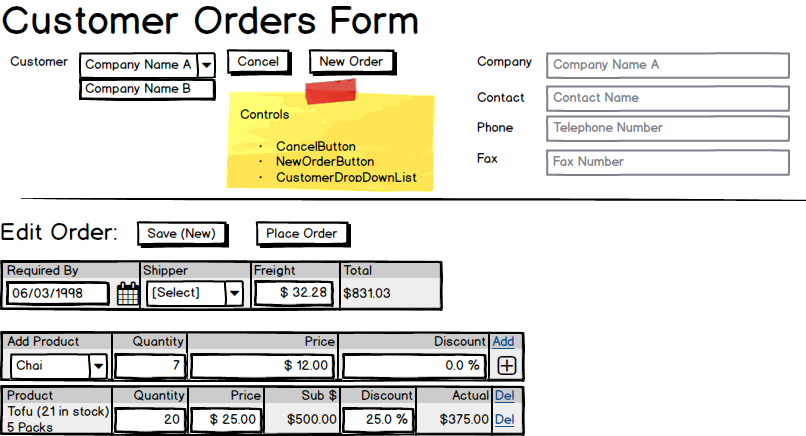 Customer Orders Form
Customer
Company Name A
Company Name B
Cancel
New Order
Controls
· CancelButton
· NewOrderButton
· CustomerDropDownList
Company
Company Name A
Contact
Contact Name
Phone
Telephone Number
Fax
Fax Number
Edit Order:
Save (New)
Place Order
Required By Shipper Freight Total
06/03/1998 [Select] $ 32.28 $831.03
Add Product Quantity Price Discount Add
Chai 7 $ 12.00 0.0 %
Product Quantity Price Sub $ Discount Actual Del
Tofu (21 in stock) 20 $ 25.00 $500.00 25.0 % $375.00 Del
5 Packs